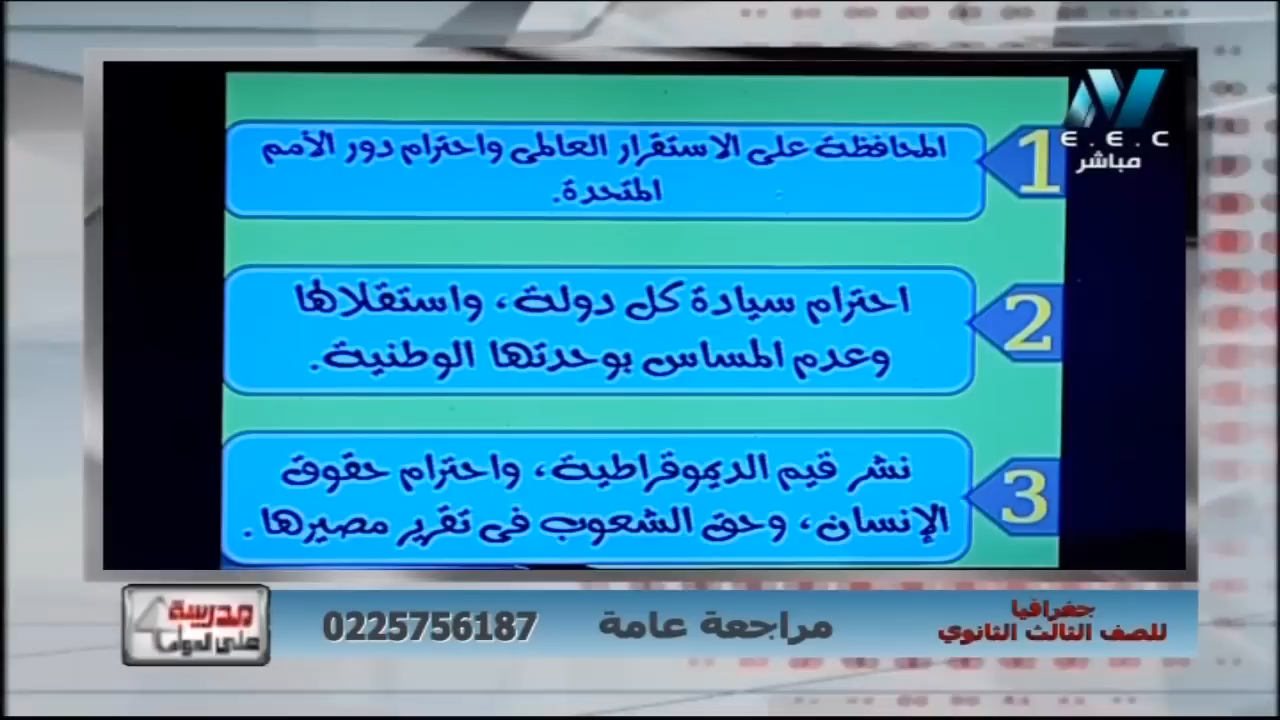 E.E.C
مباشر
1
المحافظة على الاستقرار العالمى واحترام دور الأمم
المتحدة.
2
احترام سيادة كل دولة، واستقلالها
وعدم المساس بوحدتها الوطنية.
3
نشر قيم الديموقراطية، واحترام حقوق
الإنسان، وحق الشعوب فى تقرير مصيرها.
جغرافيا
للصف الثالث الثانوي
مراجعة عامة
0225756187
مدرسة
على الهواء